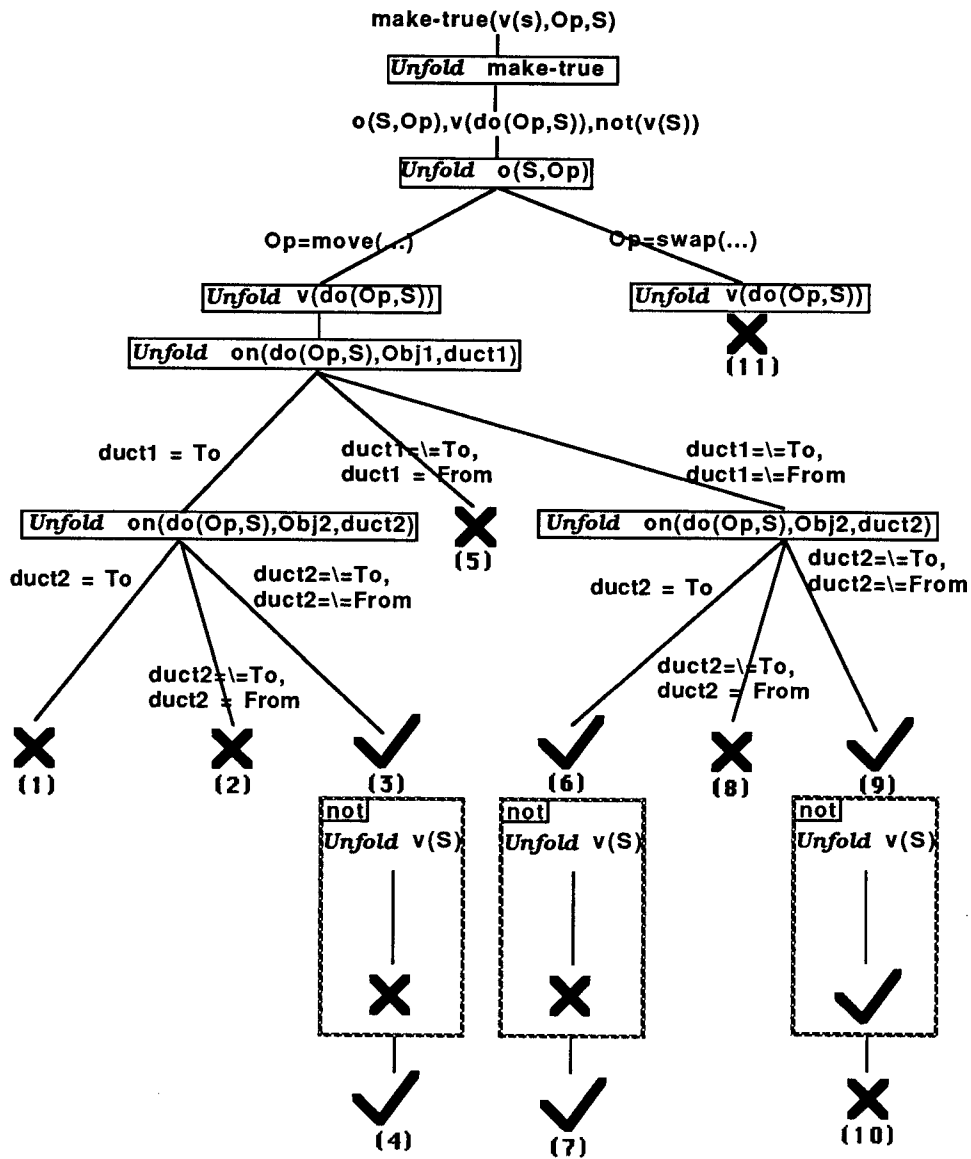 make-true(v(s),Op,S)
Unfold make-true
o(S,Op),v(do(Op,S)),not(v(S))
Unfold o(S,Op)
Op=move(...)
Op=swap(...)
Unfold v(do(Op,S))
Unfold v(do(Op,S))
(11)
Unfold on(do(Op,S),Obj1,duct1)
duct1 = To
duct1=\=To,
duct1 = From
duct1=\=To,
duct1=\=From
Unfold on(do(Op,S),Obj2,duct2)
(5)
Unfold on(do(Op,S),Obj2,duct2)
duct2 = To
duct2=\=To,
duct2=\=From
duct2 = To
duct2=\=To,
duct2=\=From
duct2=\=To,
duct2 = From
duct2=\=To,
duct2 = From
(1)
(2)
(3)
(6)
(8)
(9)
not
Unfold v(S)
not
Unfold v(S)
not
Unfold v(S)
(4)
(7)
(10)